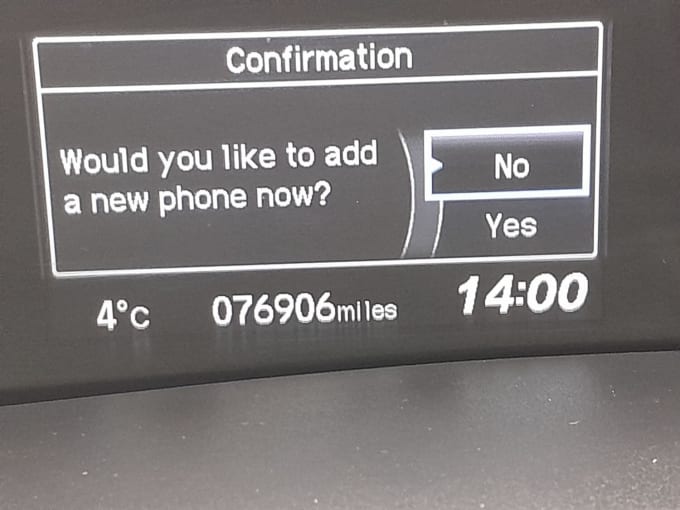 Confirmation
Would you like to add
a new phone now?
No
Yes
4°C 076906miles 14:00